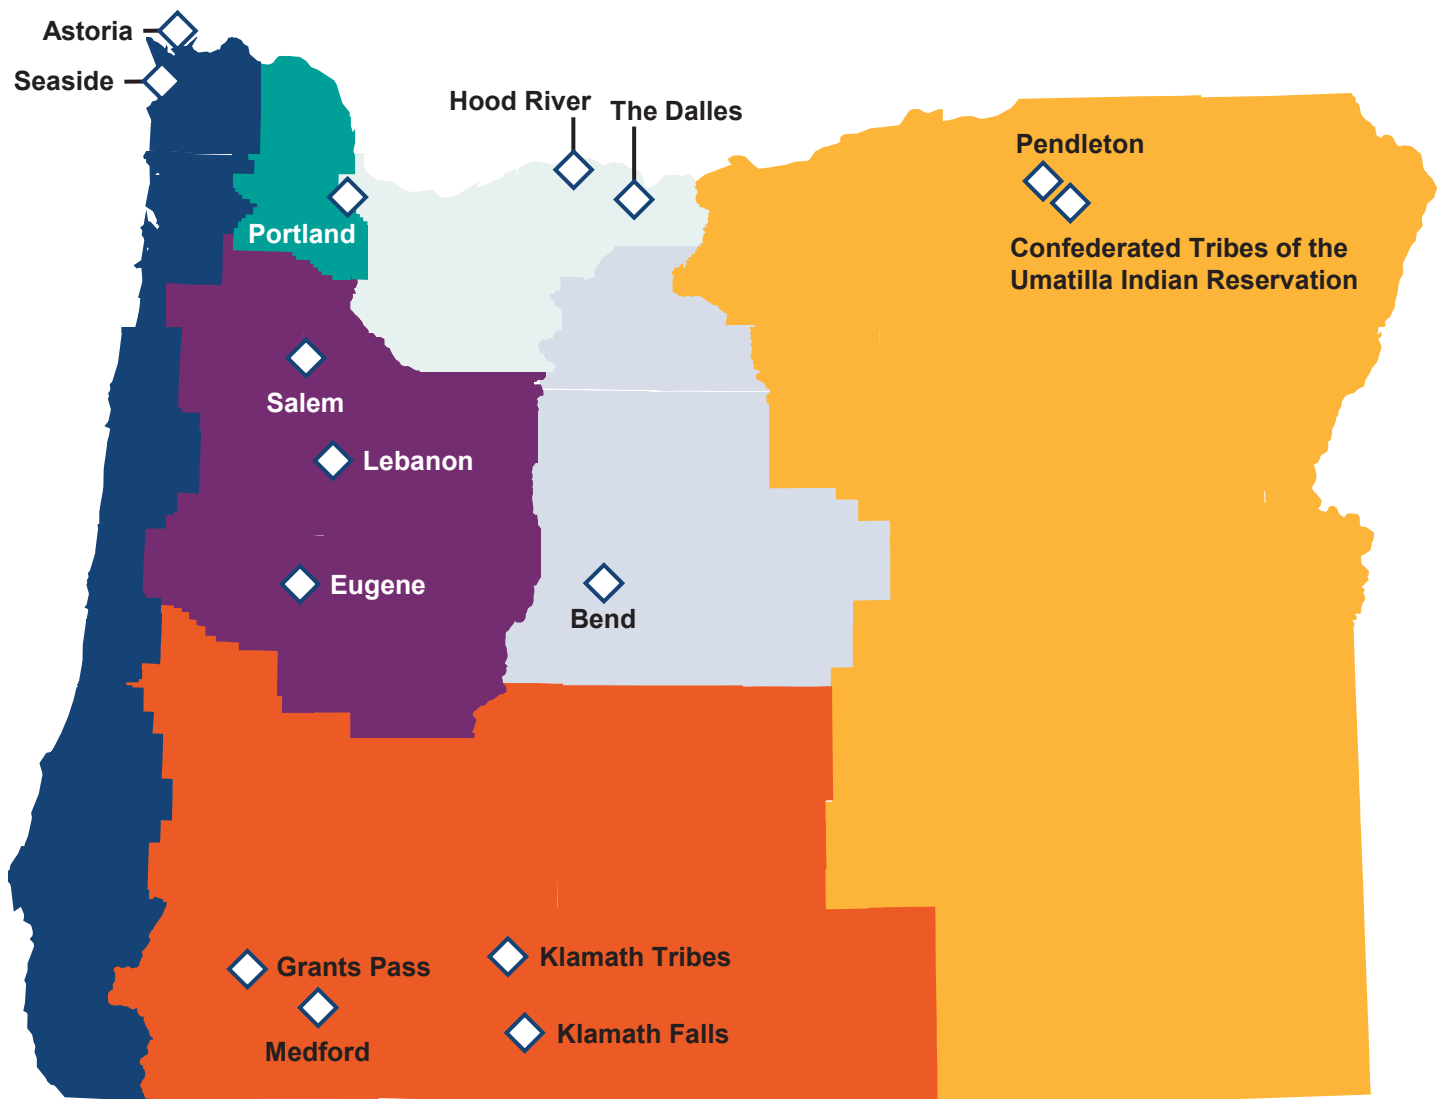 Astoria
Seaside
Hood River
The Dalles
Pendleton
Portland
Confederated Tribes of the
Umatilla Indian Reservation
Salem
Lebanon
Eugene
Bend
Grants Pass
Klamath Tribes
Medford
Klamath Falls